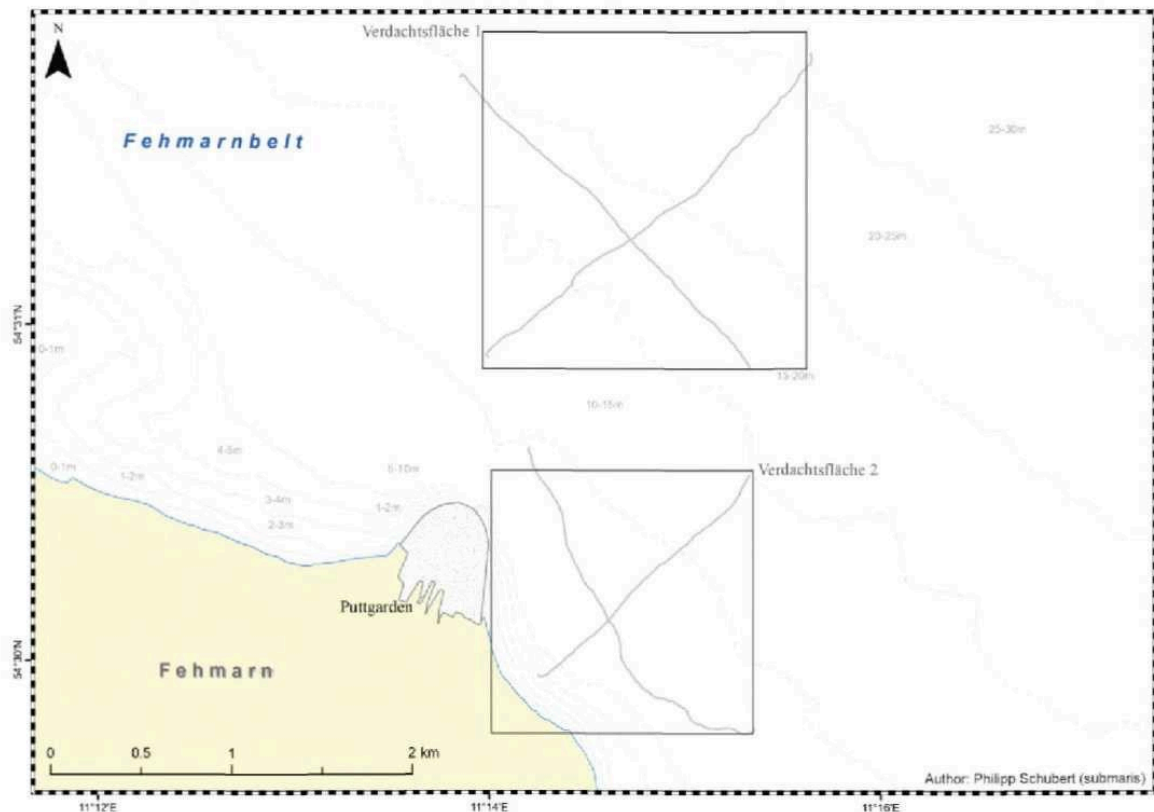 N
Verdachtsfläche 1
Fehmarnbelt
25-30m
20-25m
54°31'N
0-1m
15-20m
10-15m
4-5m
0-1m
5-10m
Verdachtsfläche 2
1-2m
3-4m
1-2m
2-3m
Puttgarden
54°30'N
Fehmarn
0 0.5 1 2 km
Author: Philipp Schubert (submaris)
11°12'E 11°14'E 11°16'E